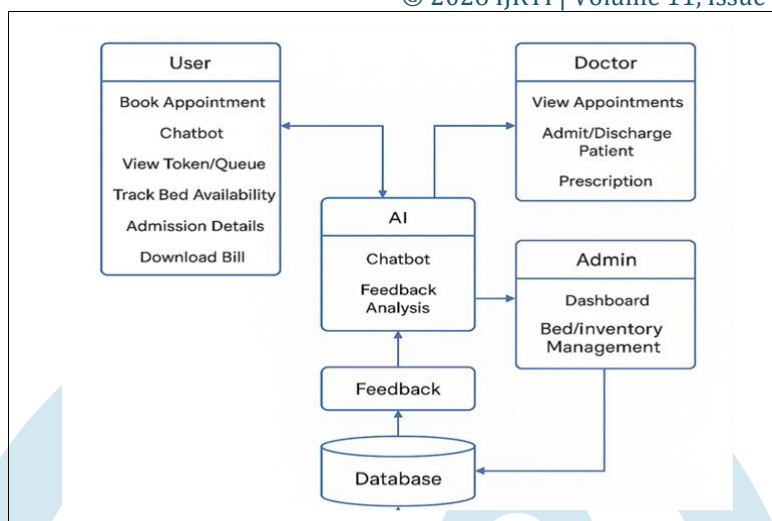 © 2026 IJRTI | Volume 11, Issue
User
Book Appointment
Chatbot
View Token/Queue
Track Bed Availability
Admission Details
Download Bill
Doctor
View Appointments
Admit/Discharge
Patient
Prescription
AI
Chatbot
Feedback
Analysis
Admin
Dashboard
Bed/inventory
Management
Feedback
Database